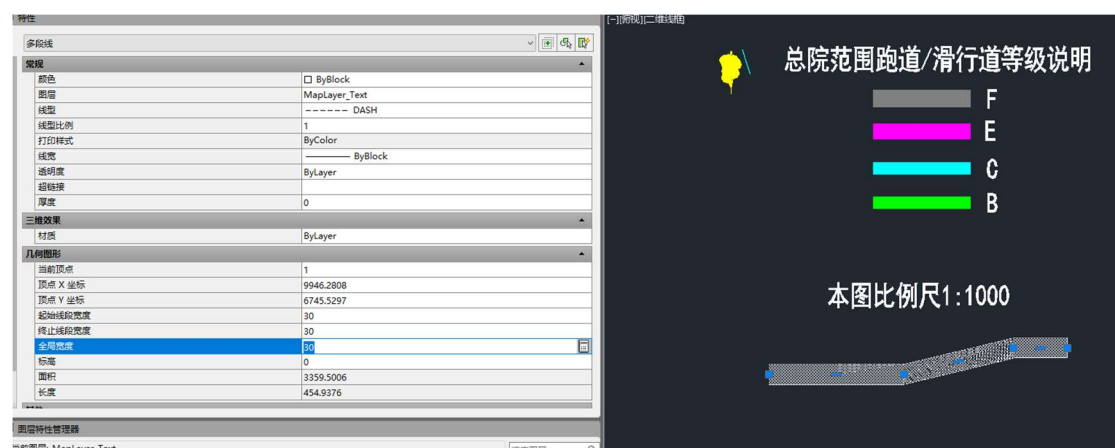 特性
[-][俯视][二维线框]
多段线
常规
颜色 ByBlock
图层 MapLayer_Text
线型 DASH
线型比例 1
打印样式 ByColor
线宽 ByBlock
透明度 ByLayer
超链接
厚度 0
三维效果
材质 ByLayer
几何图形
当前顶点 1
顶点 X 坐标 9946.2808
顶点 Y 坐标 6745.5297
起始线段宽度 30
终止线段宽度 30
全局宽度 30
标高 0
面积 3359.5006
长度 454.9376
图层特性管理器
总院范围跑道/滑行道等级说明
F
E
C
B
本图比例尺1:1000